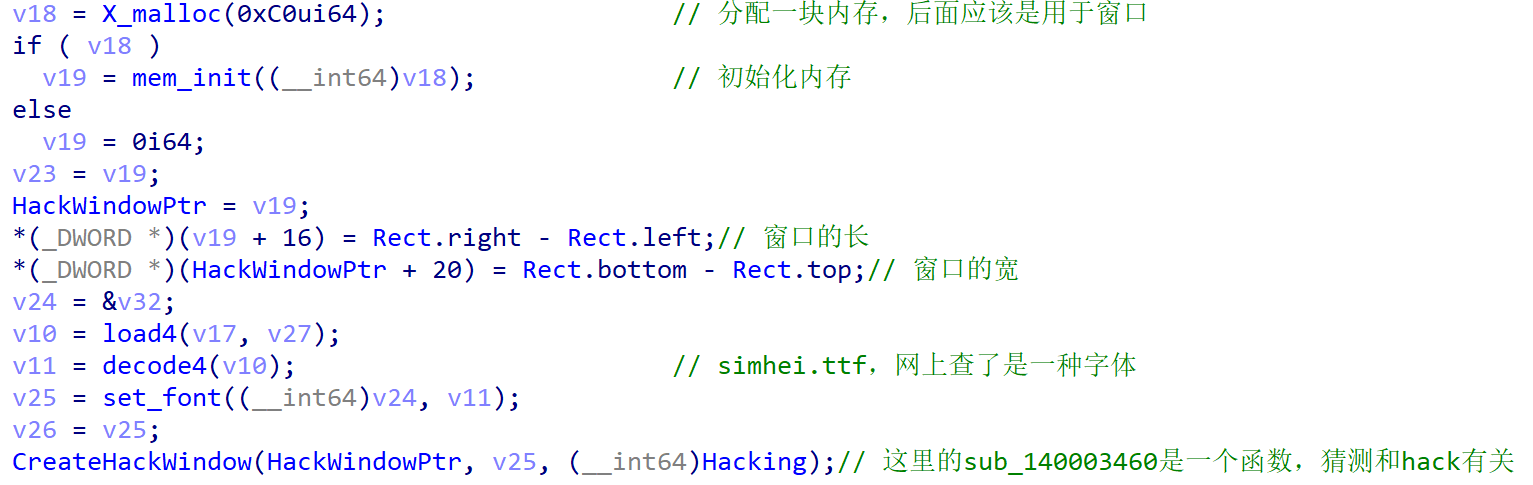 v18 = X_malloc(0xC0ui64);                   // 分配一块内存，后面应该是用于窗口
if ( v18 )
  v19 = mem_init((__int64)v18);             // 初始化内存
else
  v19 = 0i64;
v23 = v19;
HackWindowPtr = v19;
*(_DWORD *)(v19 + 16) = Rect.right - Rect.left;// 窗口的长
*(_DWORD *)(HackWindowPtr + 20) = Rect.bottom - Rect.top;// 窗口的宽
v24 = &v32;
v10 = load4(v17, v27);
v11 = decode4(v10);                         // simhei.ttf，网上查了是一种字体
v25 = set_font((__int64)v24, v11);
v26 = v25;
CreateHackWindow(HackWindowPtr, v25, (__int64)Hacking);// 这里的sub_140003460是一个函数，猜测和hack有关